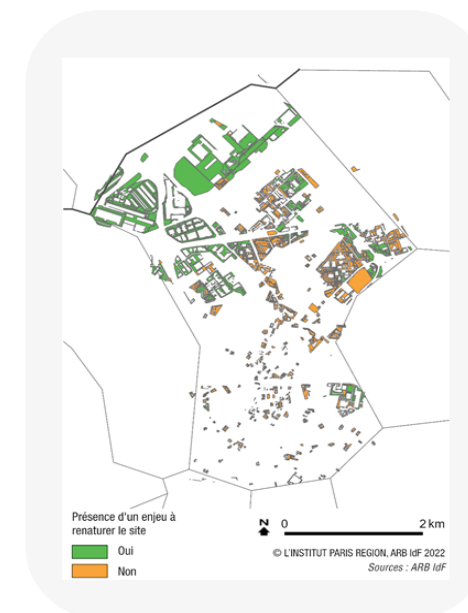 Présence d'un enjeu à
renaturer le site
Oui
Non
N 0 2 km
© L'INSTITUT PARIS REGION, ARB IdF 2022
Sources : ARB IdF